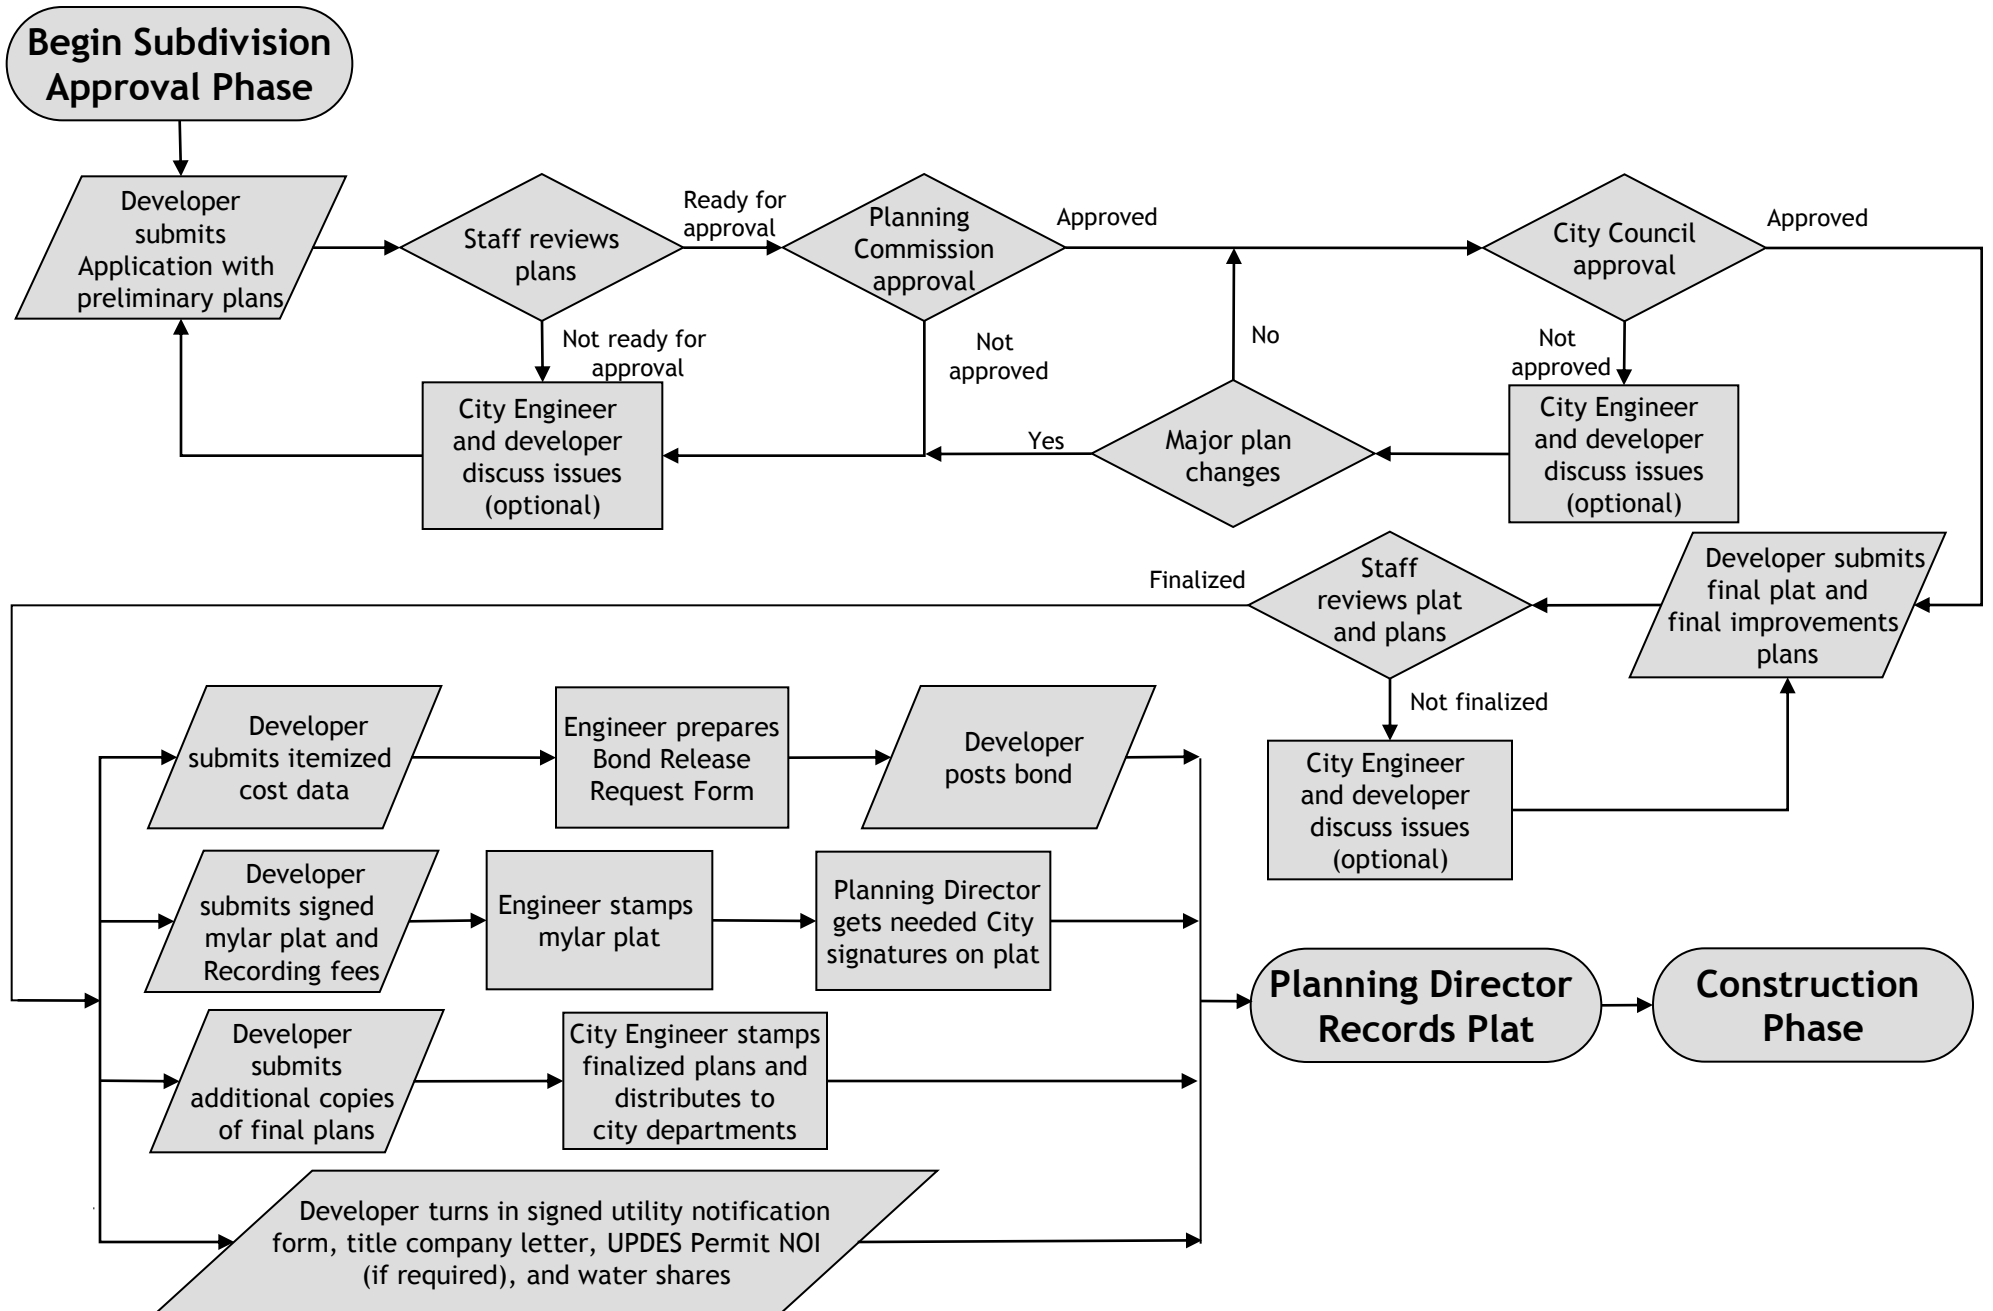 Begin Subdivision
Approval Phase
Developer
submits
Application with
preliminary plans
Staff reviews
plans
Ready for
approval
Planning
Commission
approval
Approved
City Council
approval
Approved
Not ready for
approval
Not
approved
No
Not
approved
City Engineer
and developer
discuss issues
(optional)
Yes
Major plan
changes
City Engineer
and developer
discuss issues
(optional)
Developer submits
final plat and
final improvements
plans
Staff
reviews plat
and plans
Finalized
Not finalized
City Engineer
and developer
discuss issues
(optional)
Developer
submits itemized
cost data
Engineer prepares
Bond Release
Request Form
Developer
posts bond
Developer
submits signed
mylar plat and
Recording fees
Engineer stamps
mylar plat
Planning Director
gets needed City
signatures on plat
Developer
submits
additional copies
of final plans
City Engineer stamps
finalized plans and
distributes to
city departments
Developer turns in signed utility notification
form, title company letter, UPDES Permit NOI
(if required), and water shares
Planning Director
Records Plat
Construction
Phase